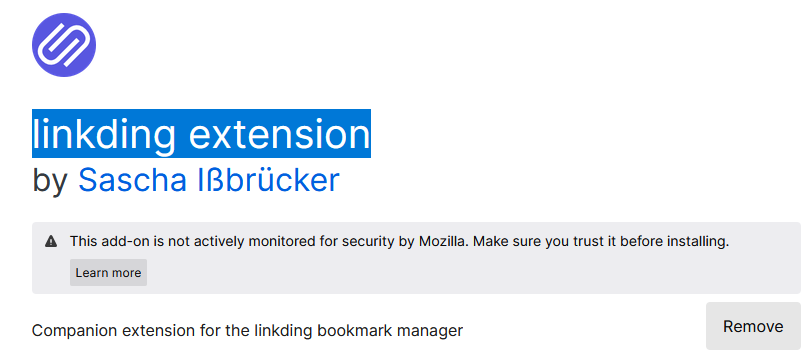 linkding extension
by Sascha Ißbrücker
This add-on is not actively monitored for security by Mozilla. Make sure you trust it before installing.
Learn more
Companion extension for the linkding bookmark manager
Remove